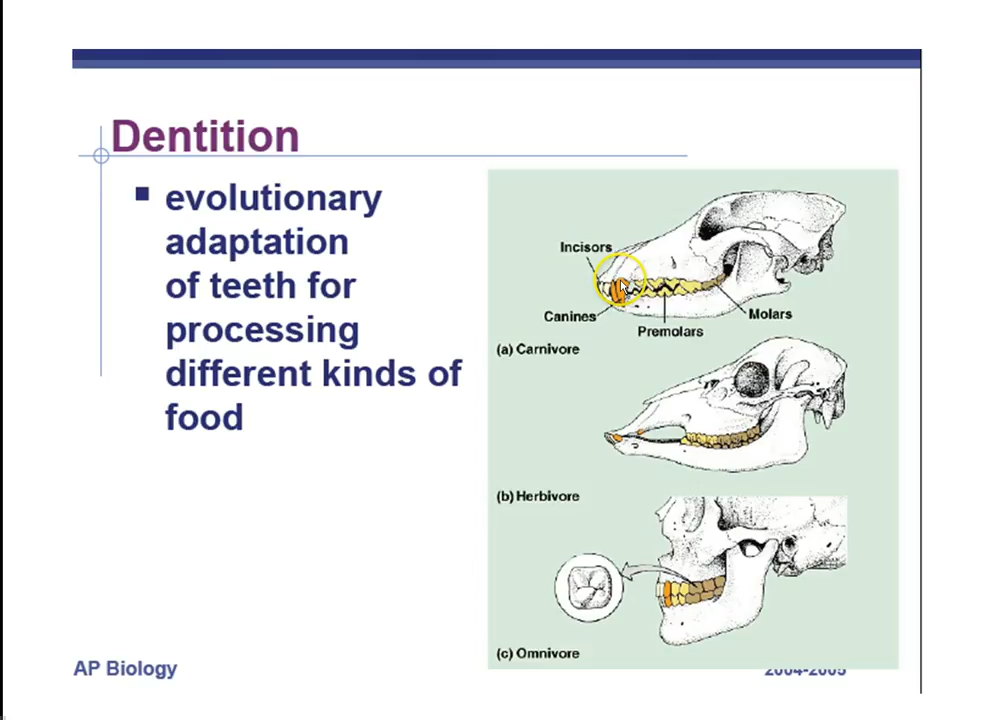 Dentition
evolutionary
adaptation
of teeth for
processing
different kinds of
food
Incisors
Canines
Premolars
Molars
(a) Carnivore
(b) Herbivore
(c) Omnivore
AP Biology
2004-2005